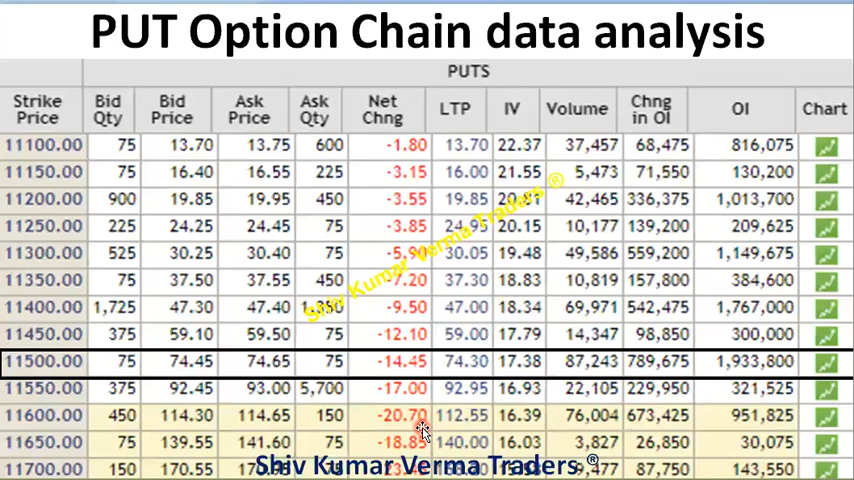 PUT Option Chain data analysis
PUTS
Strike Price Bid Qty Bid Price Ask Price Ask Qty Net Chng LTP IV Volume Chng in OI OI Chart
11100.00 75 13.70 13.75 600 -1.80 13.70 22.37 37,457 68,475 816,075
11150.00 75 16.40 16.55 225 -3.15 16.00 21.55 5,473 71,550 130,200
11200.00 900 19.85 19.95 450 -3.55 19.85 42,465 336,375 1,013,700
11250.00 225 24.25 24.45 75 -3.85 24.95 20.15 10,177 139,200 209,625
11300.00 525 30.25 30.40 75 -5.90 30.05 19.48 49,586 559,200 1,149,675
11350.00 75 37.50 37.55 450 -7.20 37.30 18.83 10,819 157,800 384,600
11400.00 1,725 47.30 47.40 -9.50 47.00 18.34 69,971 542,475 1,767,000
11450.00 375 59.10 59.50 75 -12.10 59.00 17.79 14,347 98,850 300,000
11500.00 75 74.45 74.65 75 -14.45 74.30 17.38 87,243 789,675 1,933,800
11550.00 375 92.45 93.00 5,700 -17.00 92.95 16.93 22,105 229,950 321,525
11600.00 450 114.30 114.65 150 -20.70 112.55 16.39 76,004 673,425 951,825
11650.00 75 139.55 141.60 75 -18.85 140.00 16.03 3,827 26,850 30,075
11700.00 150 170.55 87,750 143,550
Shiv Kumar Verma Traders ®
Shiv Kumar Verma Traders ®